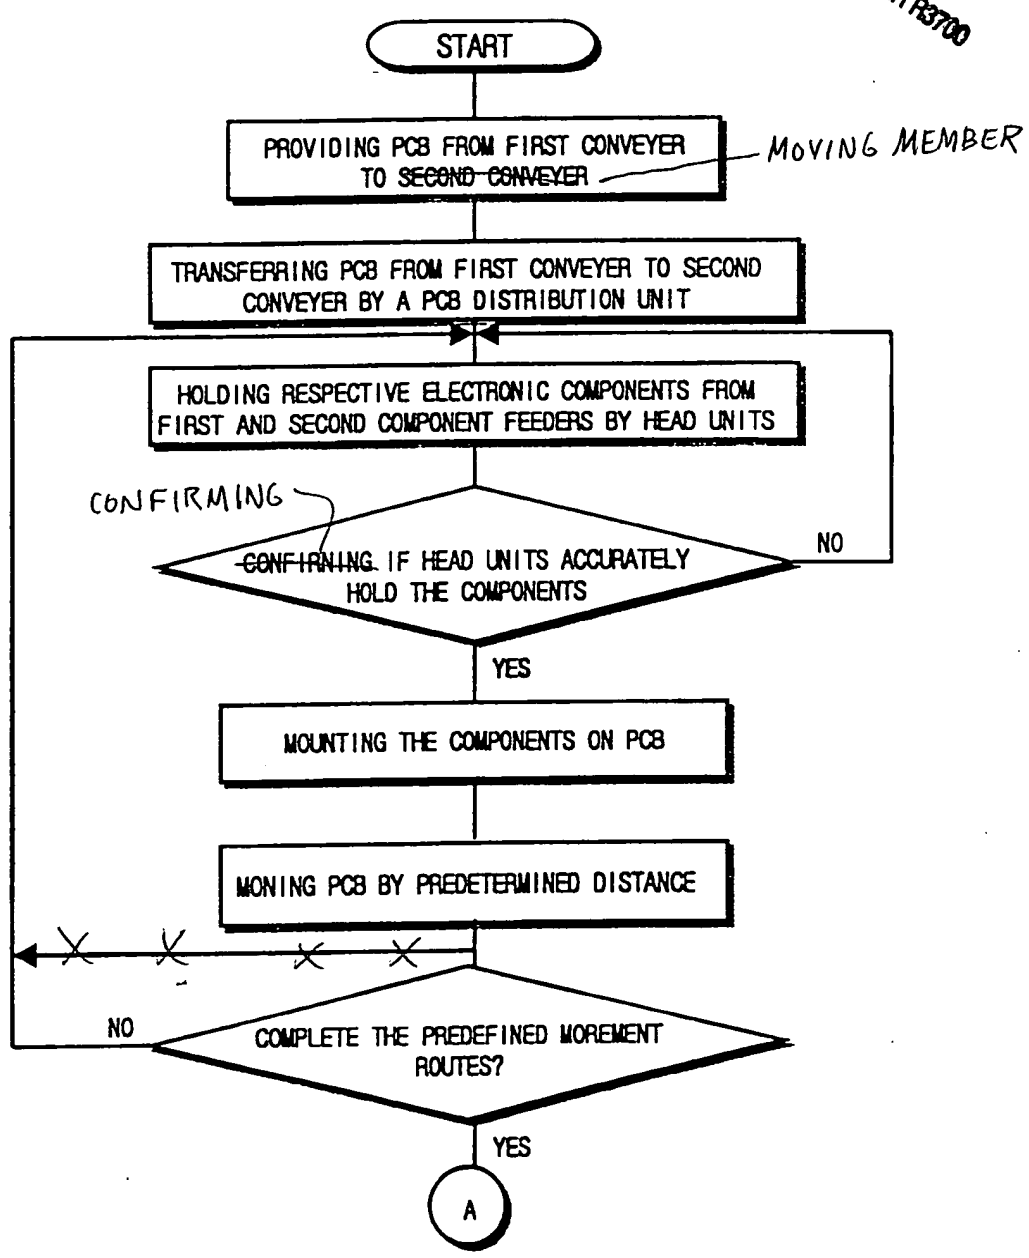 R3700
START
PROVIDING PCB FROM FIRST CONVEYER
TO SECOND CONVEYER
MOVING MEMBER
TRANSFERRING PCB FROM FIRST CONVEYER TO SECOND
CONVEYER BY A PCB DISTRIBUTION UNIT
HOLDING RESPECTIVE ELECTRONIC COMPONENTS FROM
FIRST AND SECOND COMPONENT FEEDERS BY HEAD UNITS
CONFIRMING
CONFIRNING IF HEAD UNITS ACCURATELY
HOLD THE COMPONENTS
NO
YES
MOUNTING THE COMPONENTS ON PCB
MONING PCB BY PREDETERMINED DISTANCE
NO
COMPLETE THE PREDEFINED MOREMENT
ROUTES?
YES
A